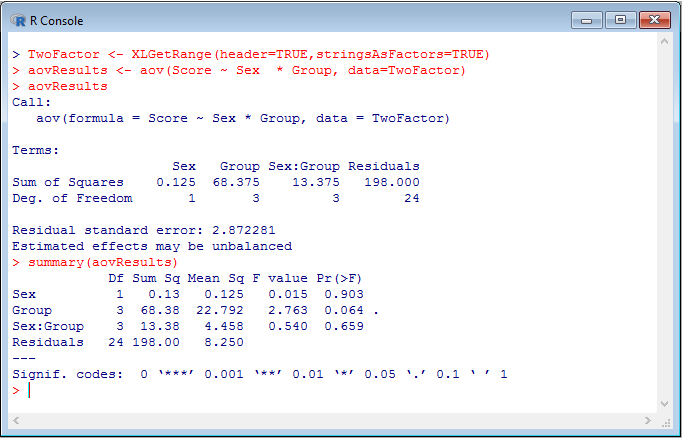 R Console
> TwoFactor <- XLGetRange(header=TRUE,stringsAsFactors=TRUE)
> aovResults <- aov(Score ~ Sex  * Group, data=TwoFactor)
> aovResults
Call:
   aov(formula = Score ~ Sex * Group, data = TwoFactor)
Terms:
                    Sex   Group Sex:Group Residuals
Sum of Squares    0.125  68.375    13.375   198.000
Deg. of Freedom       1       3         3        24
Residual standard error: 2.872281
Estimated effects may be unbalanced
> summary(aovResults)
            Df Sum Sq Mean Sq F value Pr(>F)
Sex          1   0.13   0.125   0.015  0.903
Group        3  68.38  22.792   2.763  0.064 .
Sex:Group    3  13.38   4.458   0.540  0.659
Residuals   24 198.00   8.250
---
Signif. codes:  0 ‘***’ 0.001 ‘**’ 0.01 ‘*’ 0.05 ‘.’ 0.1 ‘ ’ 1
>